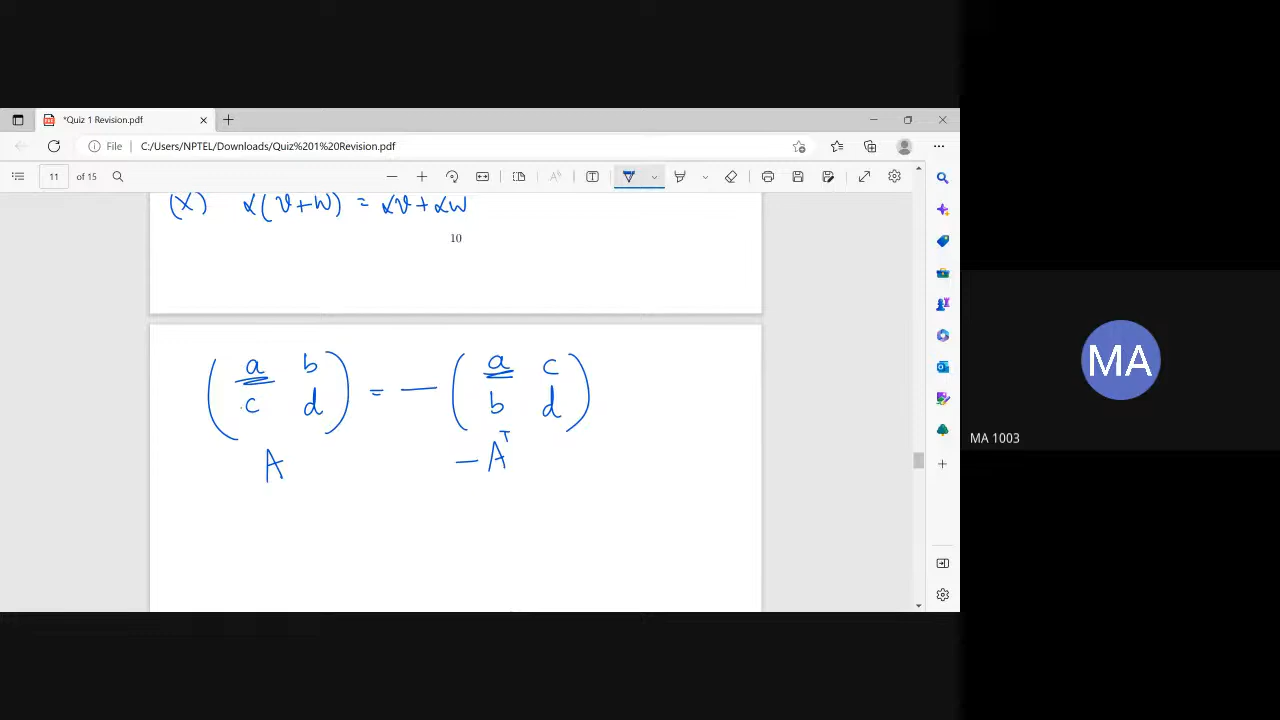 *Quiz 1 Revision.pdf
File C:/Users/NPTEL/Downloads/Quiz%201%20Revision.pdf
11 of 15
(X) α(v+w) = αv+αw
10
( a b ) = — ( a c )
( c d ) ( b d )
A — Aᵀ
MA
MA 1003